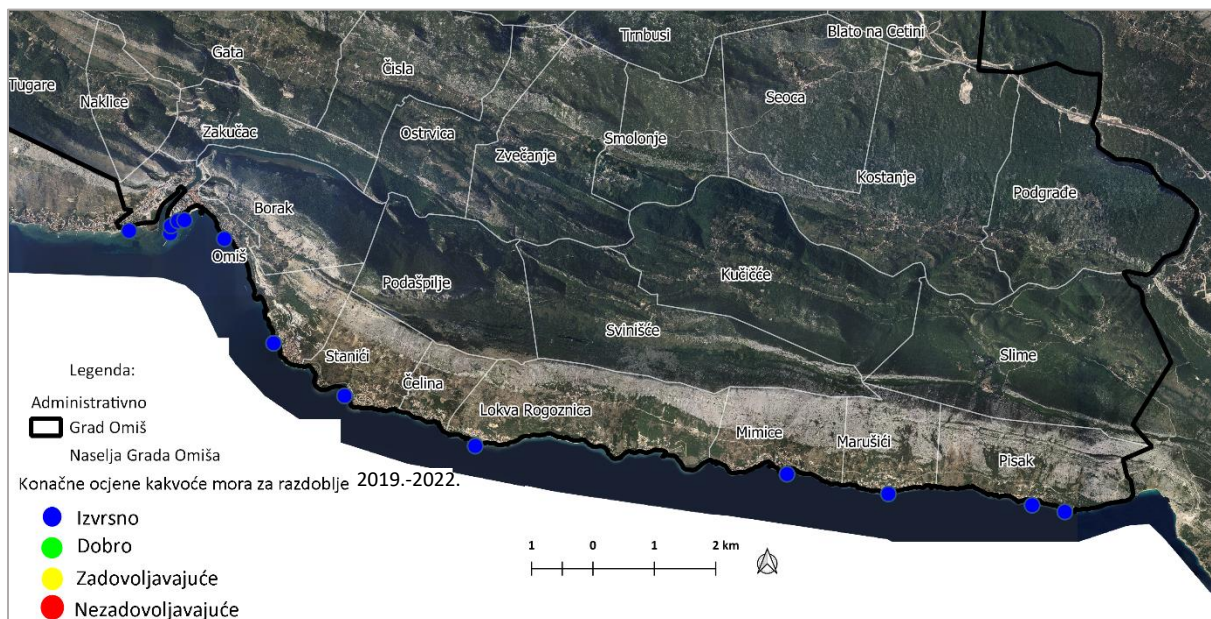 Trnbusi
Blato na Cetini
Gata
Čisla
Tugare
Naklice
Seoca
Zakučac
Ostrvica
Smolonje
Zvečanje
Kostanje
Podgrađe
Borak
Omiš
Podašpilje
Kučičće
Svinišće
Stanići
Slime
Čelina
Lokva Rogoznica
Mimice
Marušići
Pisak
Legenda:
Administrativno
Grad Omiš
Naselja Grada Omiša
Konačne ocjene kakvoće mora za razdoblje 2019.-2022.
Izvrsno
Dobro
Zadovoljavajuće
Nezadovoljavajuće
1 0 1 2 km